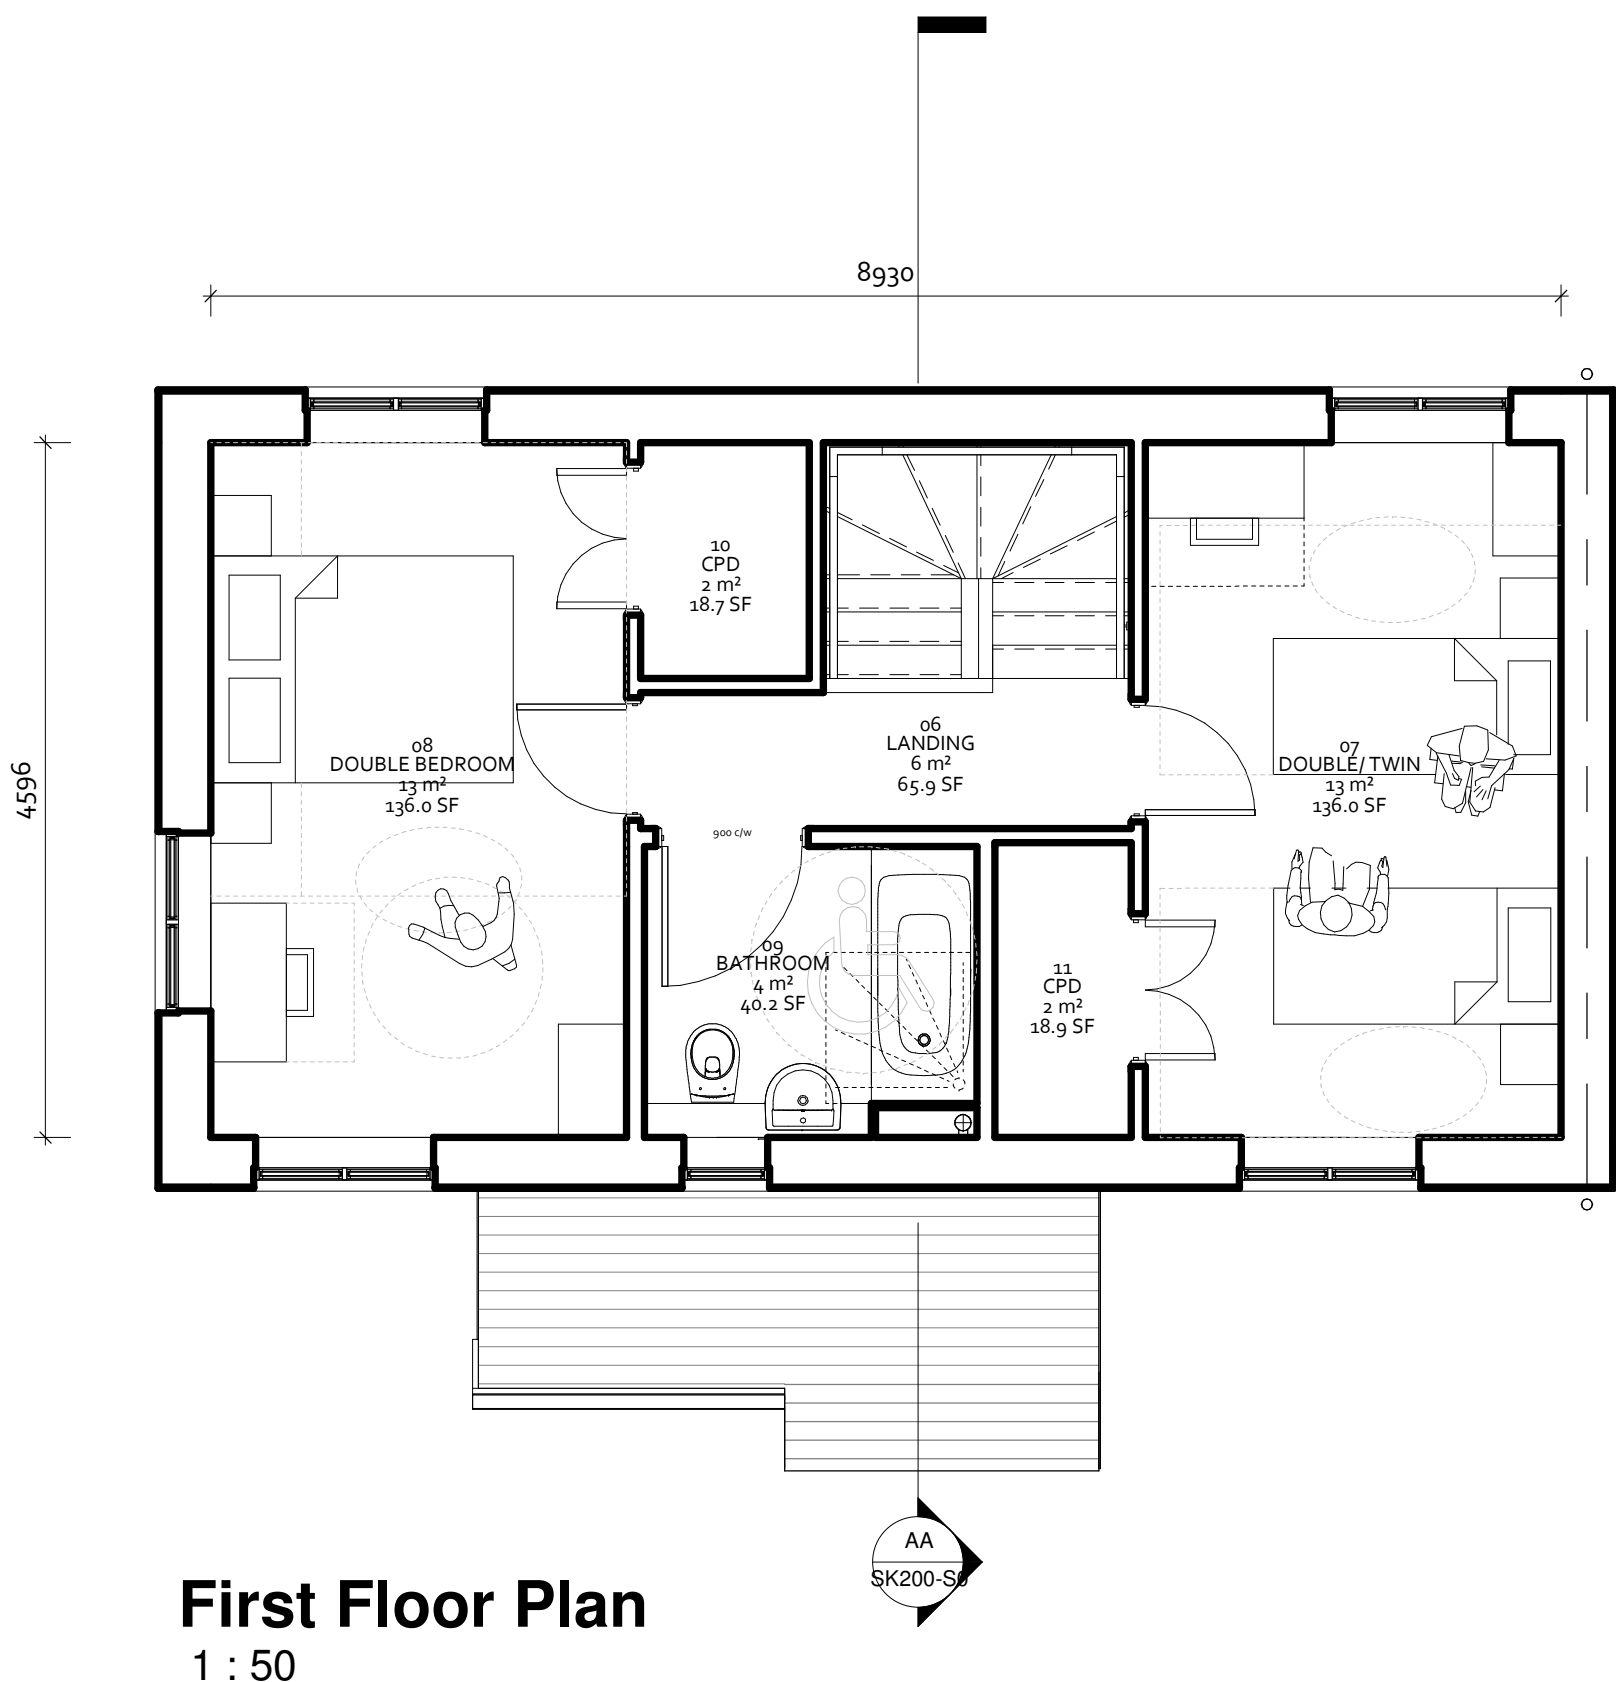 8930
4596
10
CPD
2 m²
18.7 SF
06
LANDING
6 m²
65.9 SF
08
DOUBLE BEDROOM
13 m²
136.0 SF
07
DOUBLE/ TWIN
13 m²
136.0 SF
900 c/w
09
BATHROOM
4 m²
40.2 SF
11
CPD
2 m²
18.9 SF
AA
SK200-S0
First Floor Plan
1 : 50